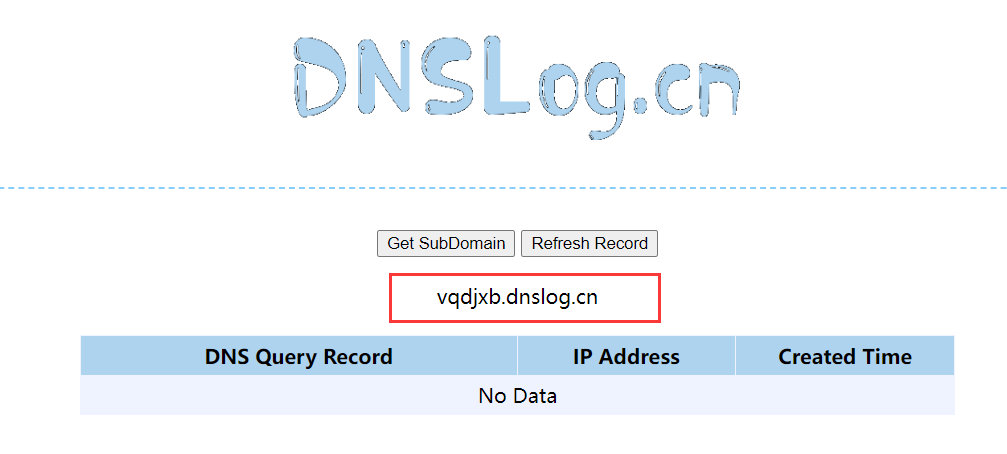 DNSLog.cn
Get SubDomain Refresh Record
vqdjxb.dnslog.cn
DNS Query Record IP Address Created Time
No Data